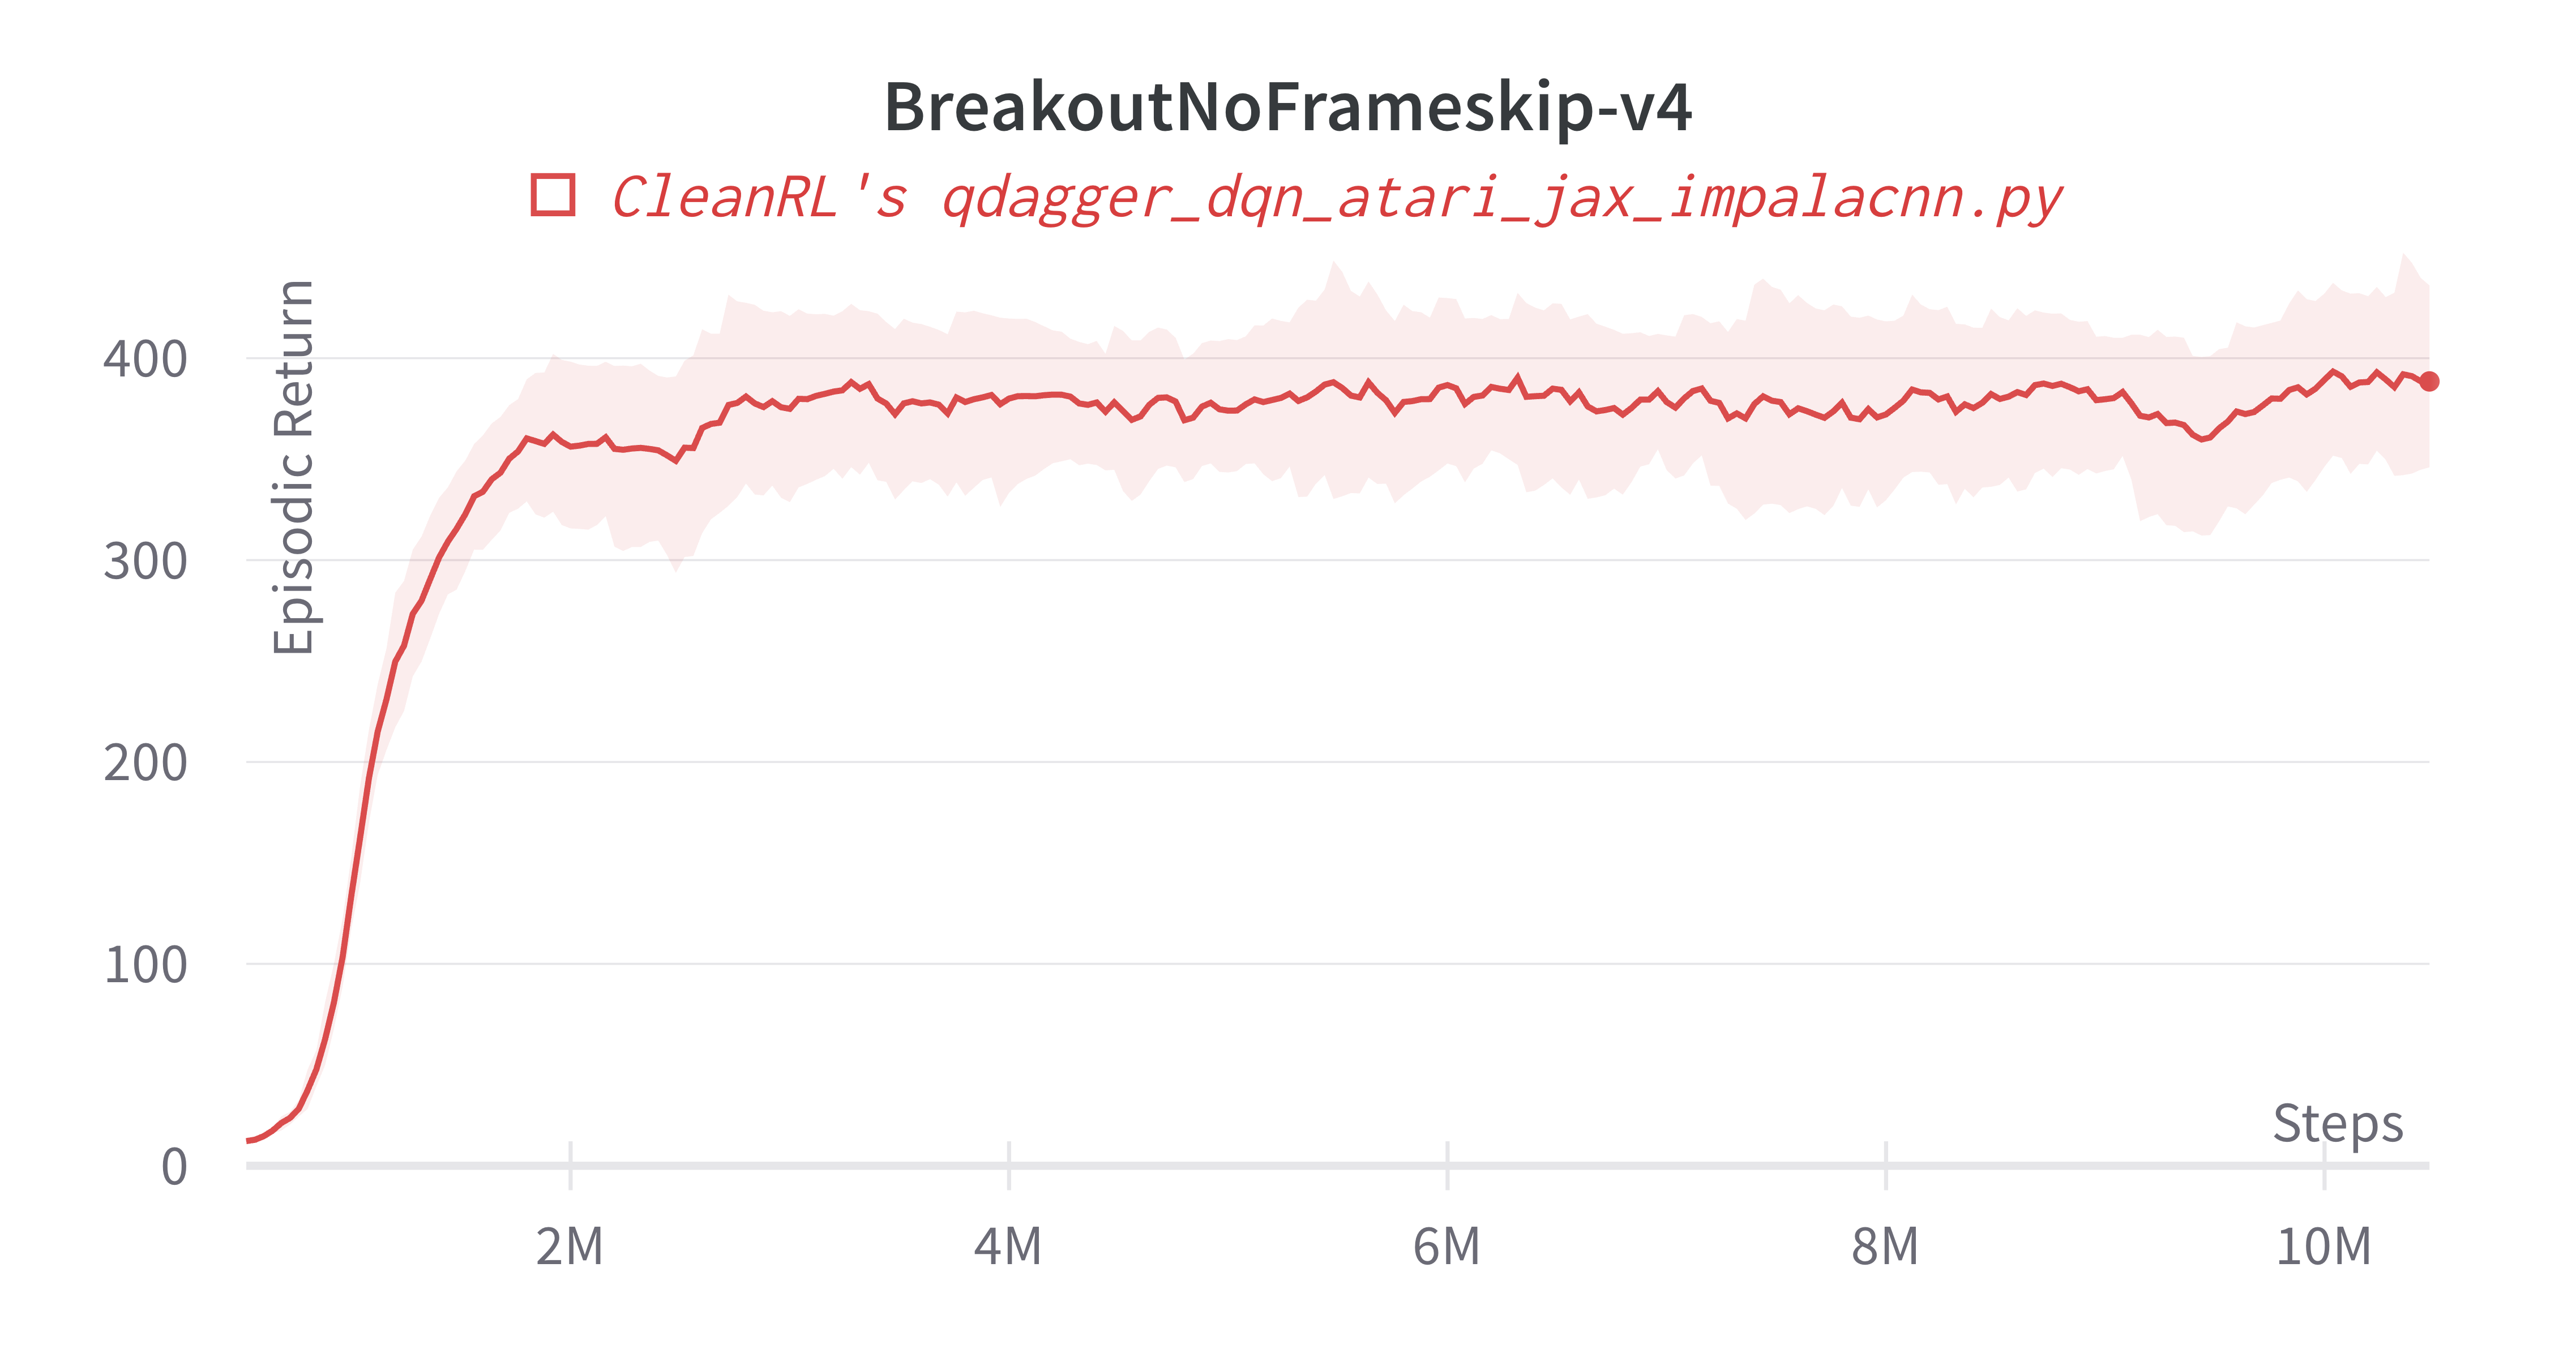 BreakoutNoFrameskip-v4
CleanRL's qdagger_dqn_atari_jax_impalacnn.py
Episodic Return
400
300
200
100
0
Steps
2M
4M
6M
8M
10M